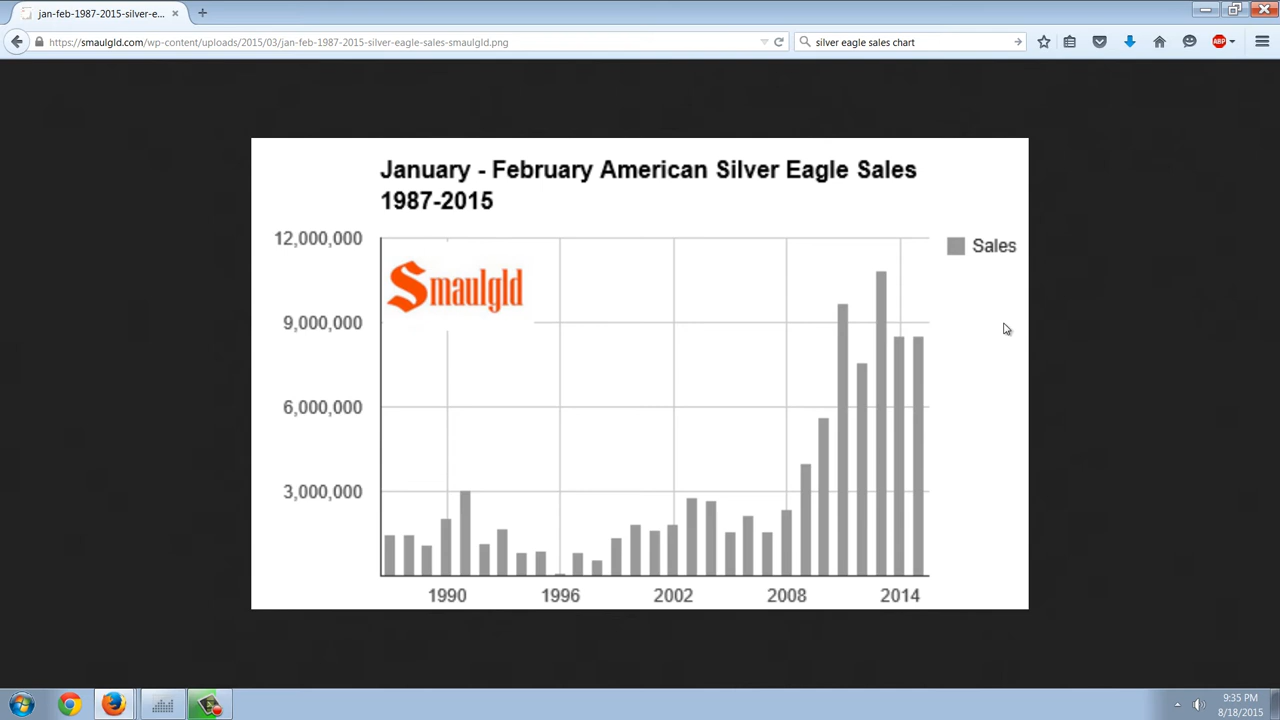 jan-feb-1987-2015-silver-e...
https://smaulgld.com/wp-content/uploads/2015/03/jan-feb-1987-2015-silver-eagle-sales-smaulgld.png
silver eagle sales chart
ABP
January - February American Silver Eagle Sales
1987-2015
12,000,000
Sales
Smaulgld
9,000,000
6,000,000
3,000,000
1990 1996 2002 2008 2014
9:35 PM
8/18/2015